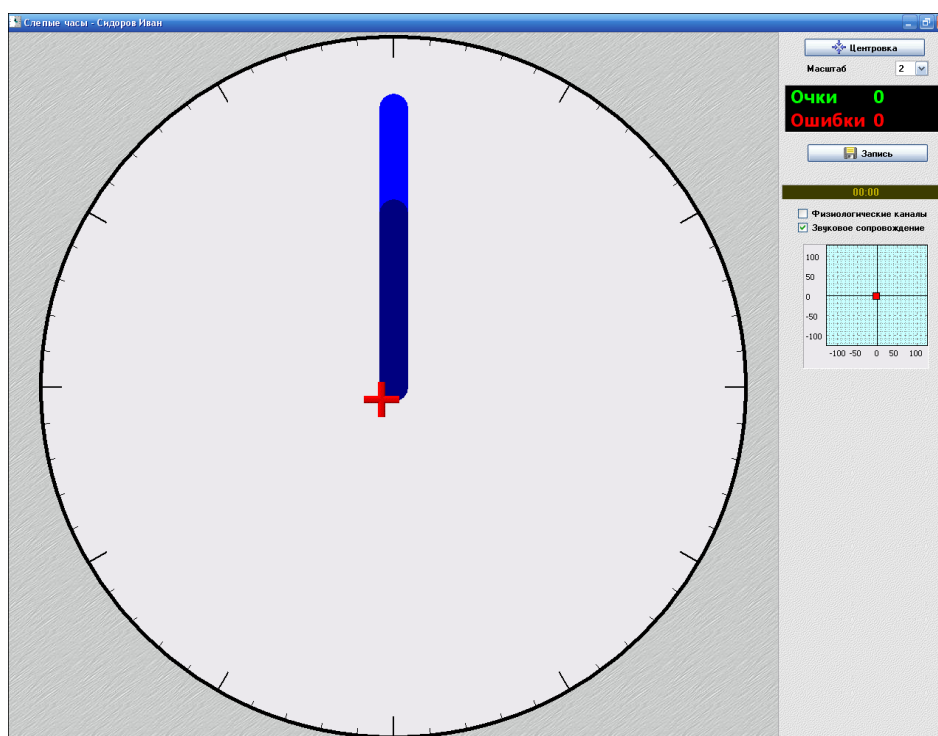 Слепые часы - Сидоров Иван
Центровка
Масштаб 2
Очки 0
Ошибки 0
Запись
00:00
Физиологические каналы
Звуковое сопровождение
100
50
0
-50
-100
-100 -50 0 50 100